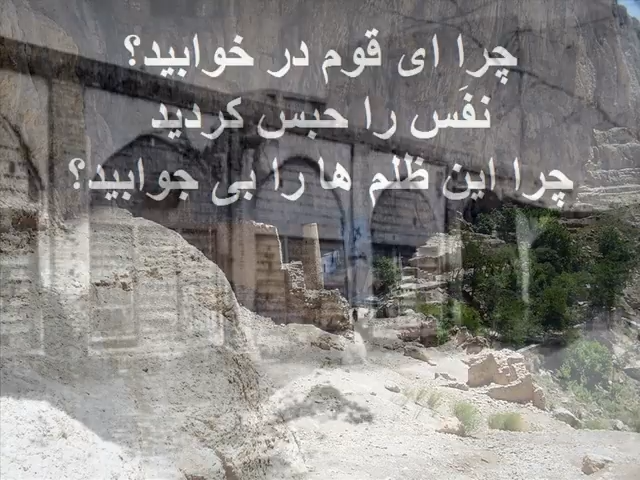 چرا ای قوم در خوابید؟
نفَس را حبس کردید
چرا این ظلم ها را بی جوابید؟